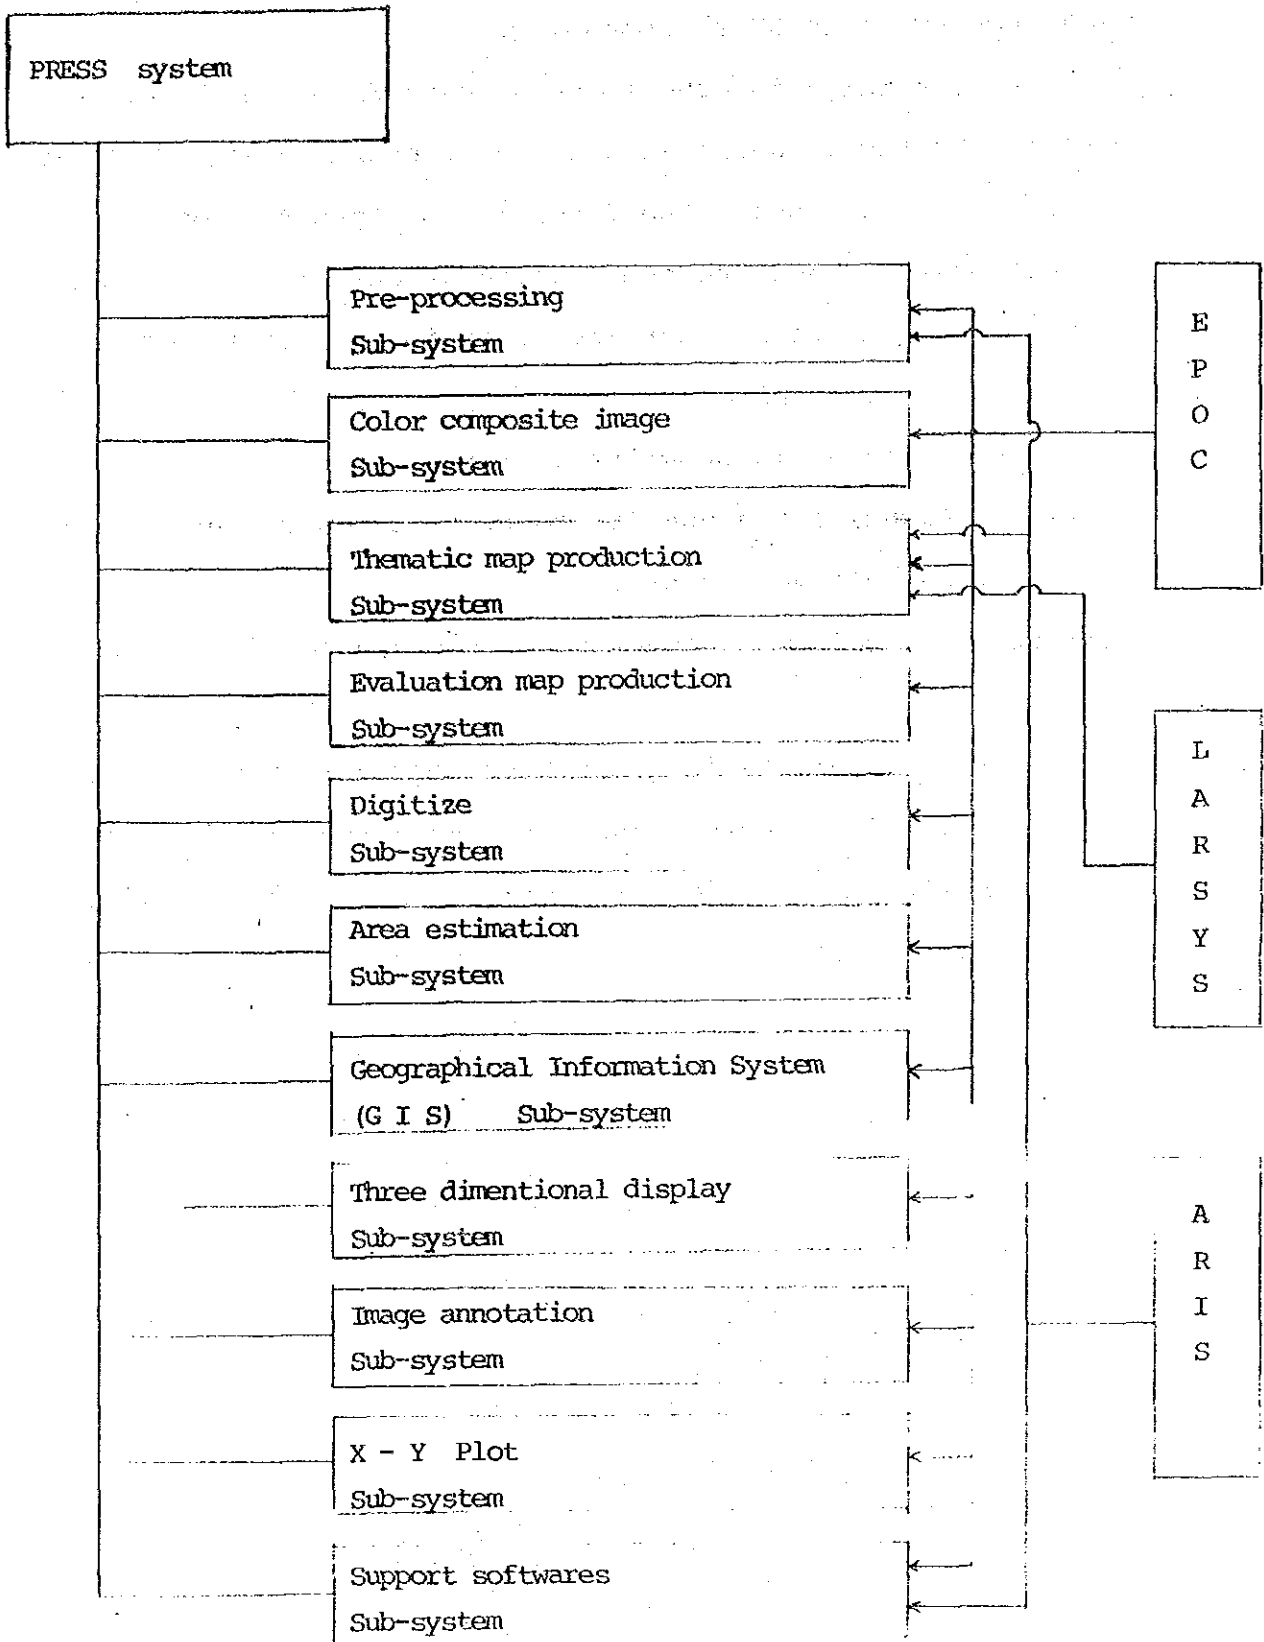 PRESS system
Pre-processing
Sub-system
Color composite image
Sub-system
Thematic map production
Sub-system
Evaluation map production
Sub-system
Digitize
Sub-system
Area estimation
Sub-system
Geographical Information System
(G I S) Sub-system
Three dimentional display
Sub-system
Image annotation
Sub-system
X - Y Plot
Sub-system
Support softwares
Sub-system
E
P
O
C
L
A
R
S
Y
S
A
R
I
S